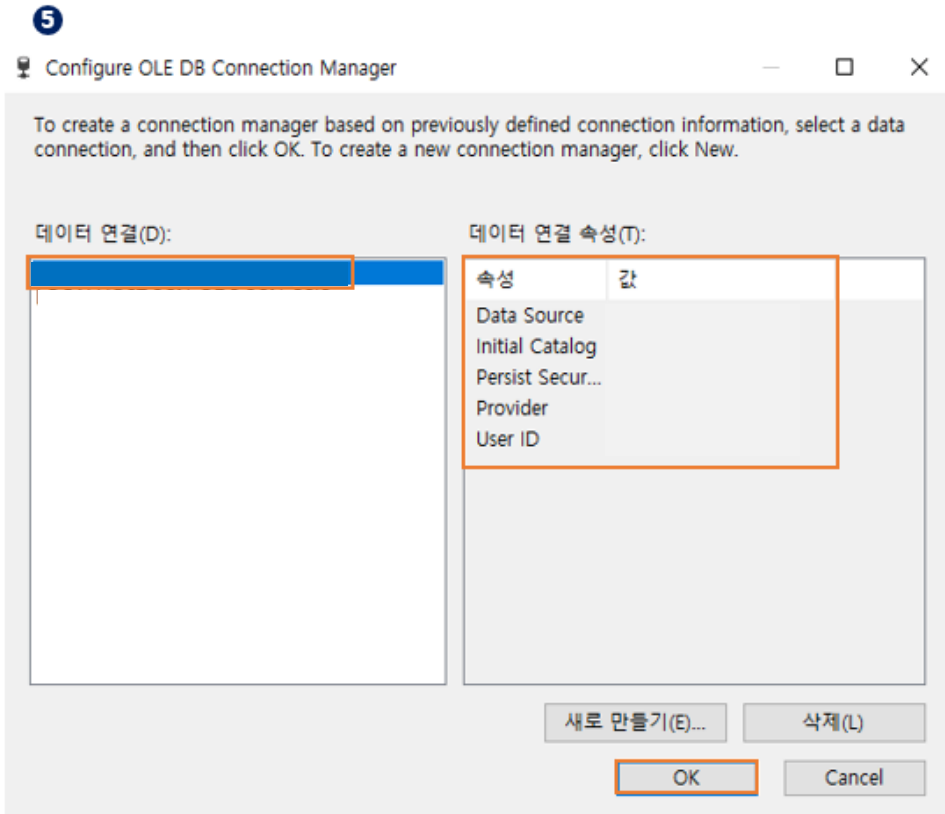 5
Configure OLE DB Connection Manager
To create a connection manager based on previously defined connection information, select a data
connection, and then click OK. To create a new connection manager, click New.
데이터 연결(D):
데이터 연결 속성(T):
속성 값
Data Source
Initial Catalog
Persist Secur...
Provider
User ID
새로 만들기(E)...
삭제(L)
OK
Cancel